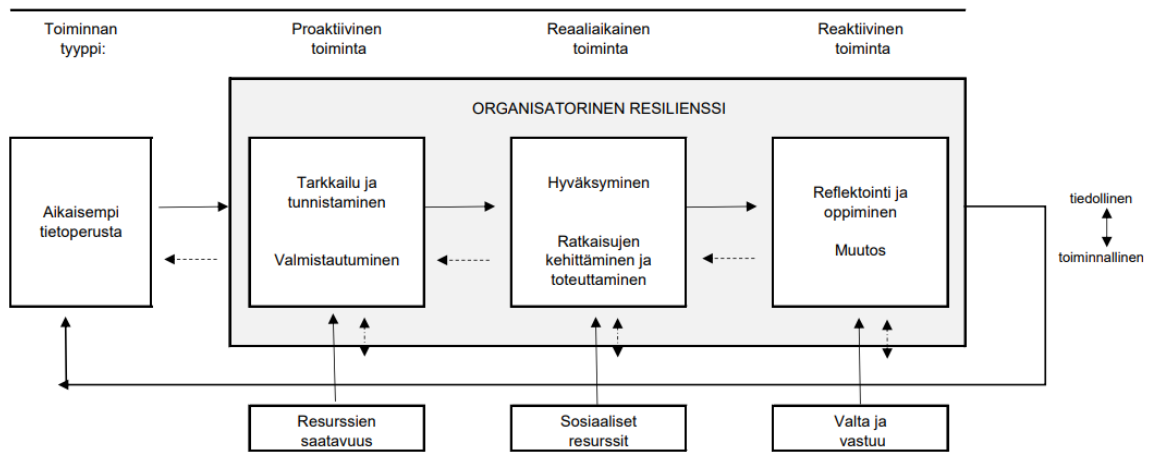 Toiminnan
tyyppi:
Proaktiivinen
toiminta
Reaaliaikainen
toiminta
Reaktiivinen
toiminta
ORGANISATORINEN RESILIENSSI
Aikaisempi
tietoperusta
Tarkkailu ja
tunnistaminen
Valmistautuminen
Hyväksyminen
Ratkaisujen
kehittäminen ja
toteuttaminen
Reflektointi ja
oppiminen
Muutos
tiedollinen
toiminnallinen
Resurssien
saatavuus
Sosiaaliset
resurssit
Valta ja
vastuu